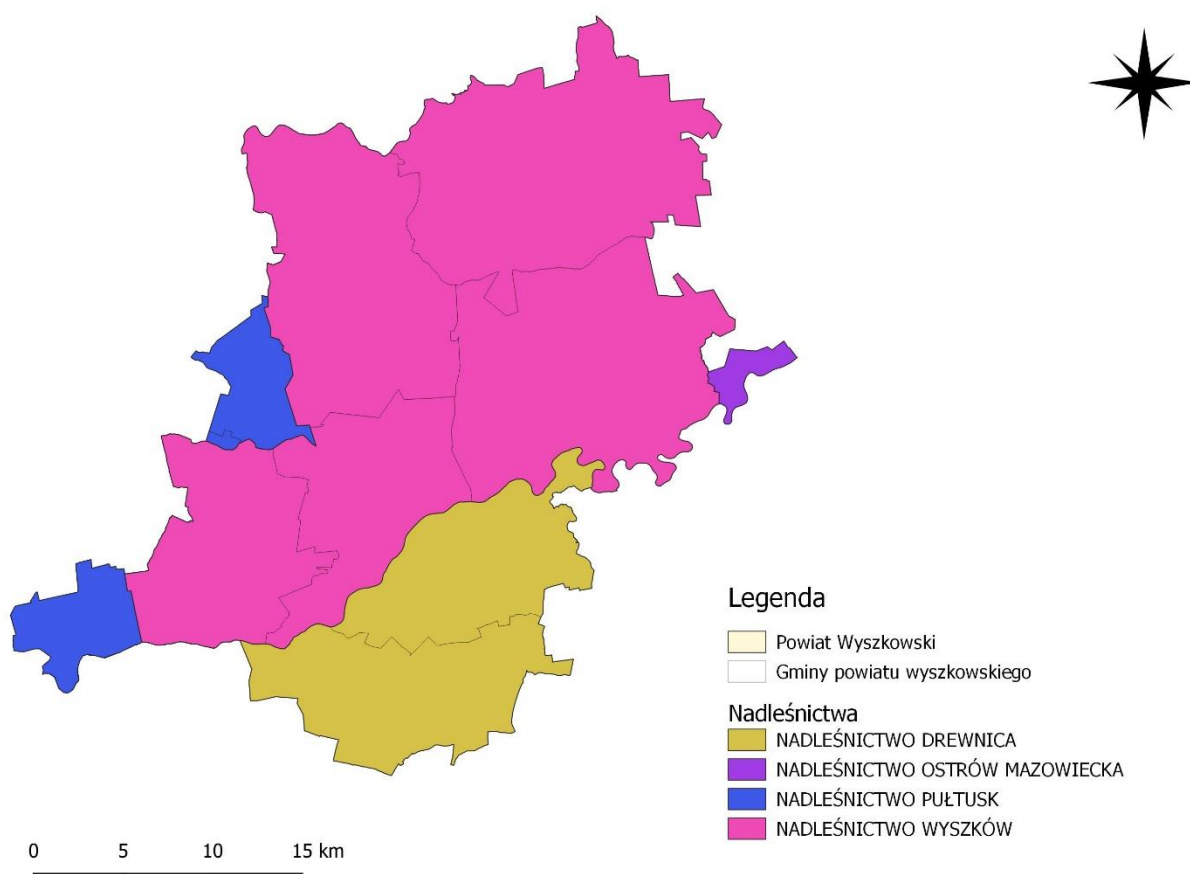 Legenda
Powiat Wyszkowski
Gminy powiatu wyszkowskiego
Nadleśnictwa
NADLEŚNICTWO DREWNICA
NADLEŚNICTWO OSTRÓW MAZOWIECKA
NADLEŚNICTWO PUŁTUSK
NADLEŚNICTWO WYSZKÓW
0 5 10 15 km